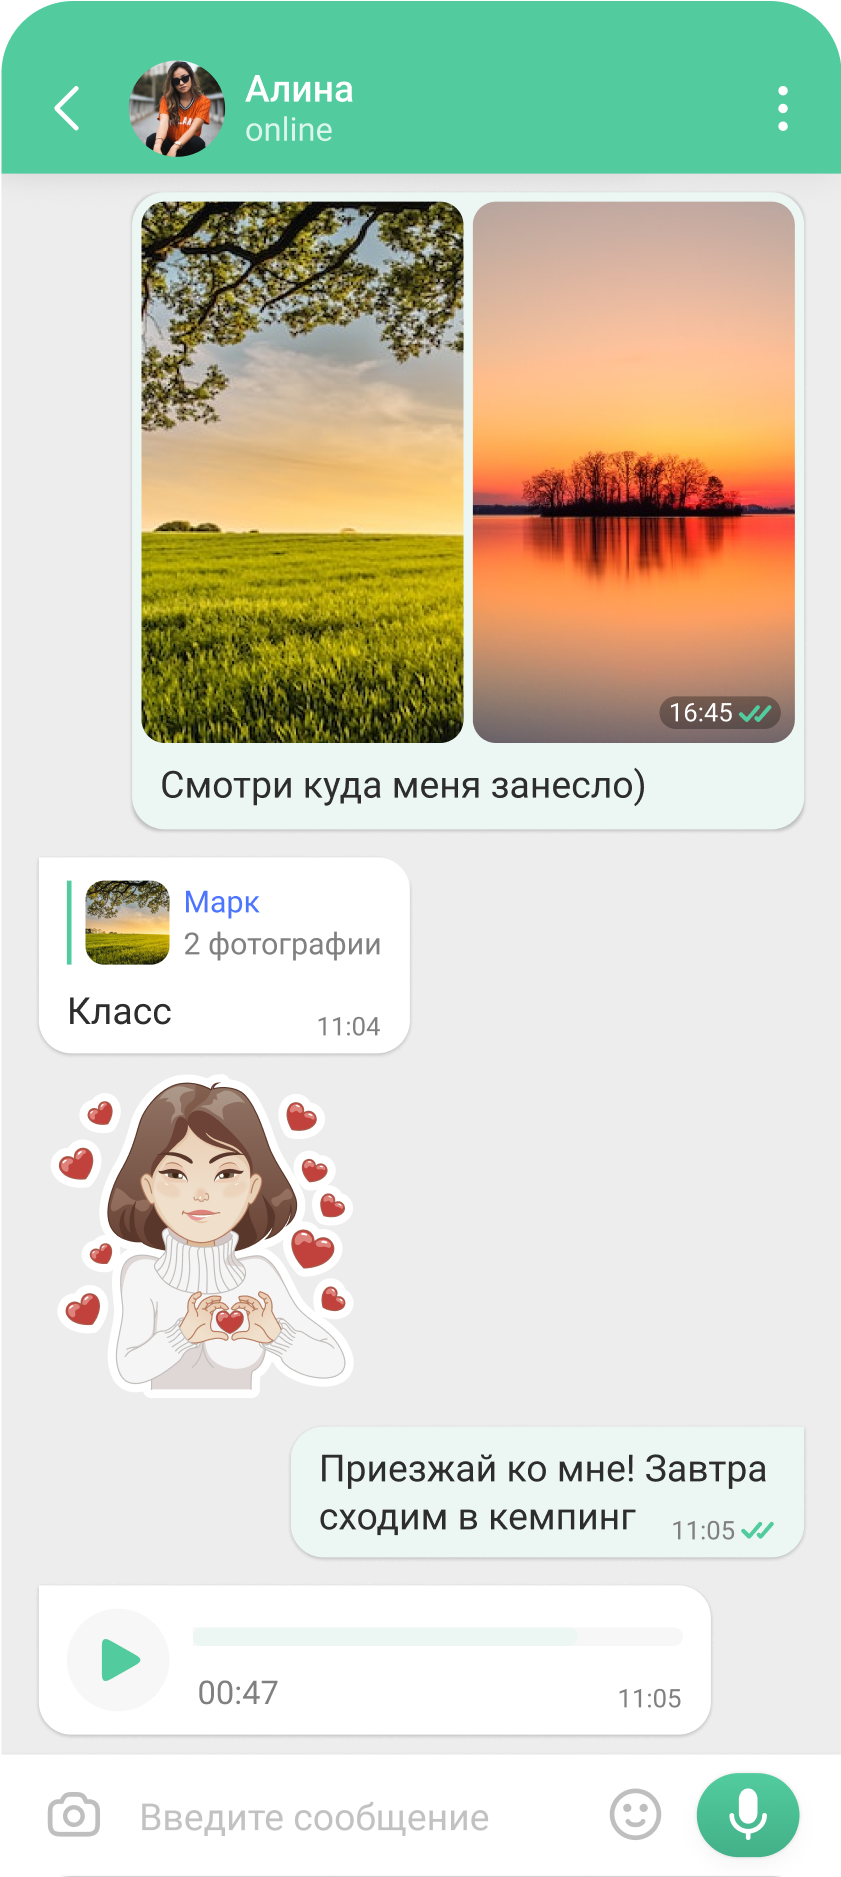 Алина
online
16:45
Смотри куда меня занесло)
Марк
2 фотографии
Класс
11:04
Приезжай ко мне! Завтра
сходим в кемпинг
11:05
00:47
11:05
Введите сообщение